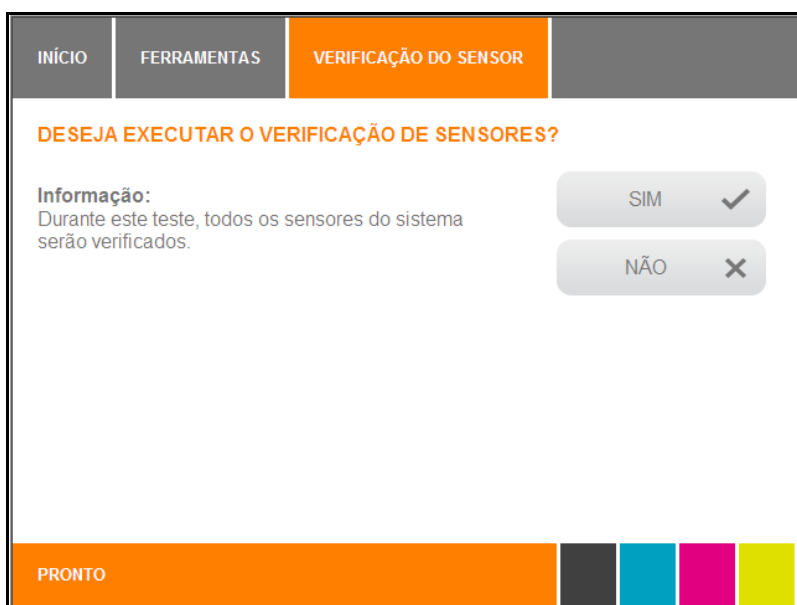 INÍCIO
FERRAMENTAS
VERIFICAÇÃO DO SENSOR
DESEJA EXECUTAR O VERIFICAÇÃO DE SENSORES?
Informação:
Durante este teste, todos os sensores do sistema
serão verificados.
SIM
NÃO
PRONTO